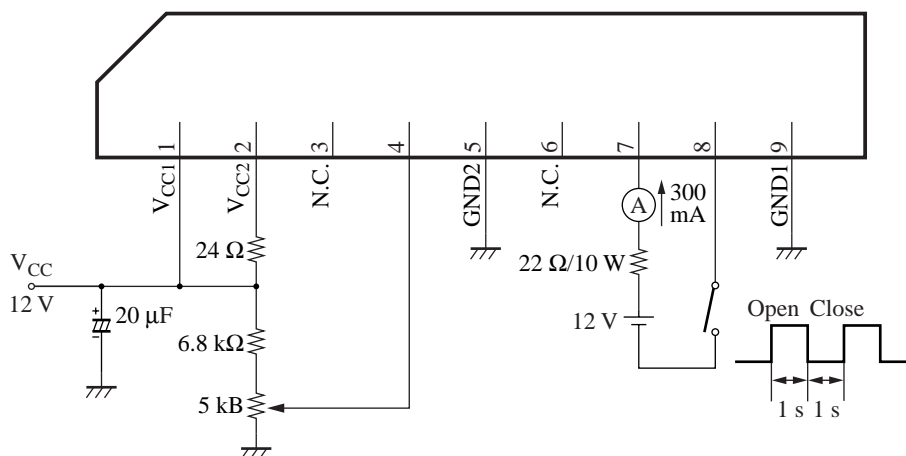 1
2
3
4
5
6
7
8
9
VCC1
VCC2
N.C.
GND2
N.C.
GND1
A
300
mA
24 Ω
22 Ω/10 W
VCC
12 V
20 μF
+
−
6.8 kΩ
12 V
Open Close
5 kB
1 s 1 s